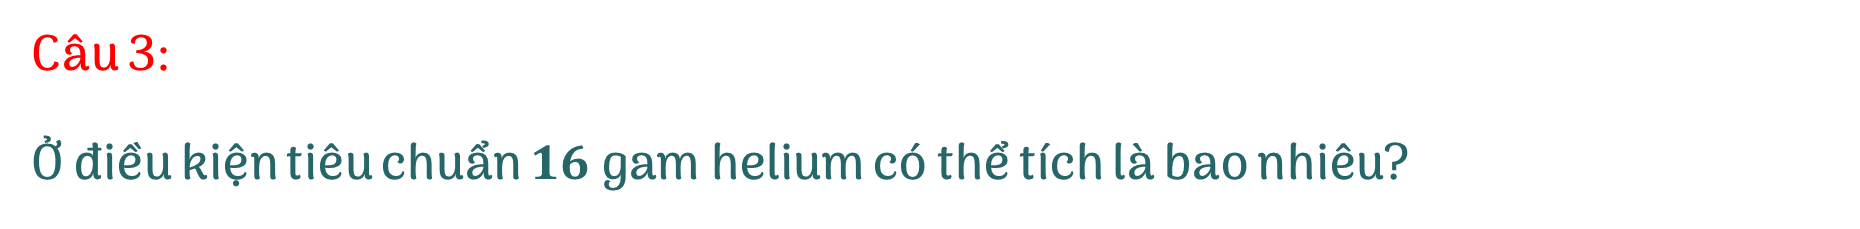 Câu 3:
Ở điều kiện tiêu chuẩn 16 gam helium có thể tích là bao nhiêu?